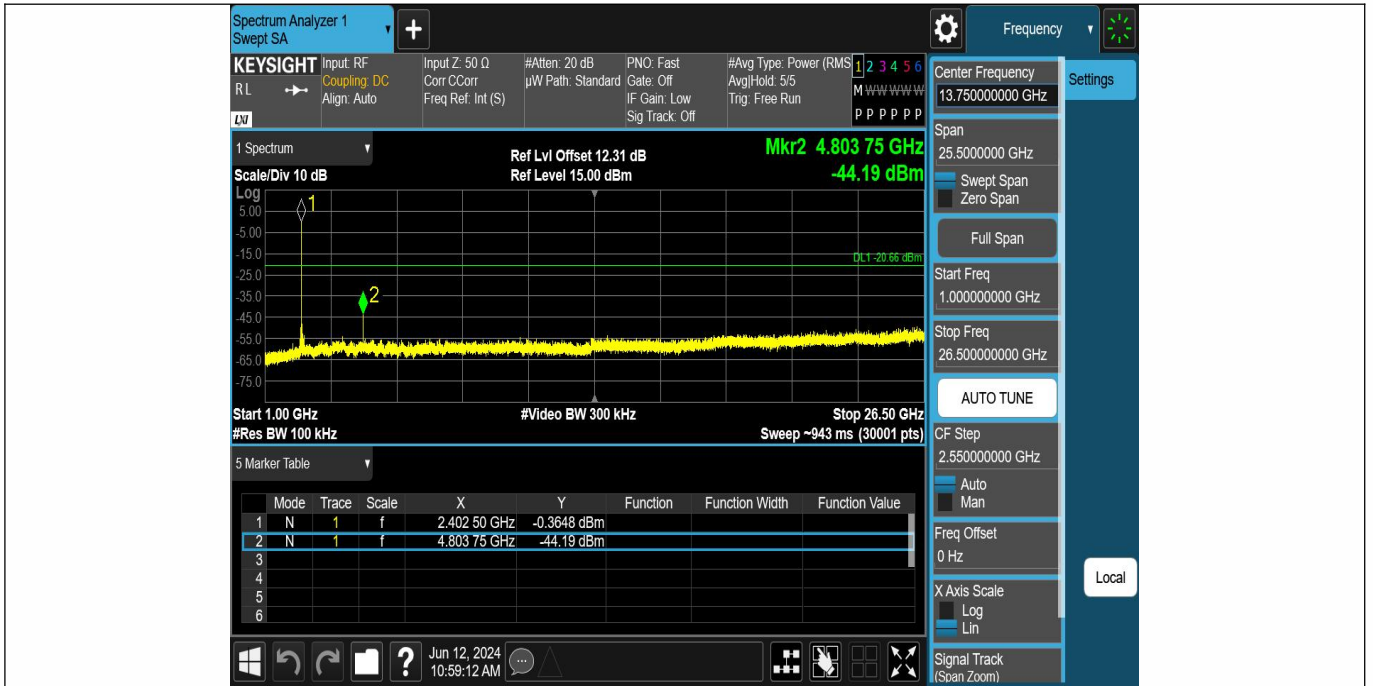 Spectrum Analyzer 1
Swept SA
+
Frequency
KEYSIGHT
RL
LXI
Input: RF
Coupling: DC
Align: Auto
Input Z: 50 Ω
Corr CCorr
Freq Ref: Int (S)
#Atten: 20 dB
µW Path: Standard
PNO: Fast
Gate: Off
IF Gain: Low
Sig Track: Off
#Avg Type: Power (RMS
Avg|Hold: 5/5
Trig: Free Run
1 2 3 4 5 6
M W W W W W
P P P P P P
Center Frequency
13.750000000 GHz
Settings
Span
25.5000000 GHz
Swept Span
Zero Span
Full Span
Start Freq
1.000000000 GHz
Stop Freq
26.500000000 GHz
AUTO TUNE
CF Step
2.550000000 GHz
Auto
Man
Freq Offset
0 Hz
X Axis Scale
Log
Lin
Signal Track
(Span Zoom)
Local
1 Spectrum
Scale/Div 10 dB
Ref Lvl Offset 12.31 dB
Ref Level 15.00 dBm
Mkr2 4.803 75 GHz
-44.19 dBm
Log
5.00
-5.00
-15.0
-25.0
-35.0
-45.0
-55.0
-65.0
-75.0
1
2
DL1 -20.66 dBm
Start 1.00 GHz
#Video BW 300 kHz
Stop 26.50 GHz
#Res BW 100 kHz
Sweep ~943 ms (30001 pts)
5 Marker Table
Mode Trace Scale X Y Function Function Width Function Value
1 N 1 f 2.402 50 GHz -0.3648 dBm
2 N 1 f 4.803 75 GHz -44.19 dBm
3
4
5
6
?
Jun 12, 2024
10:59:12 AM